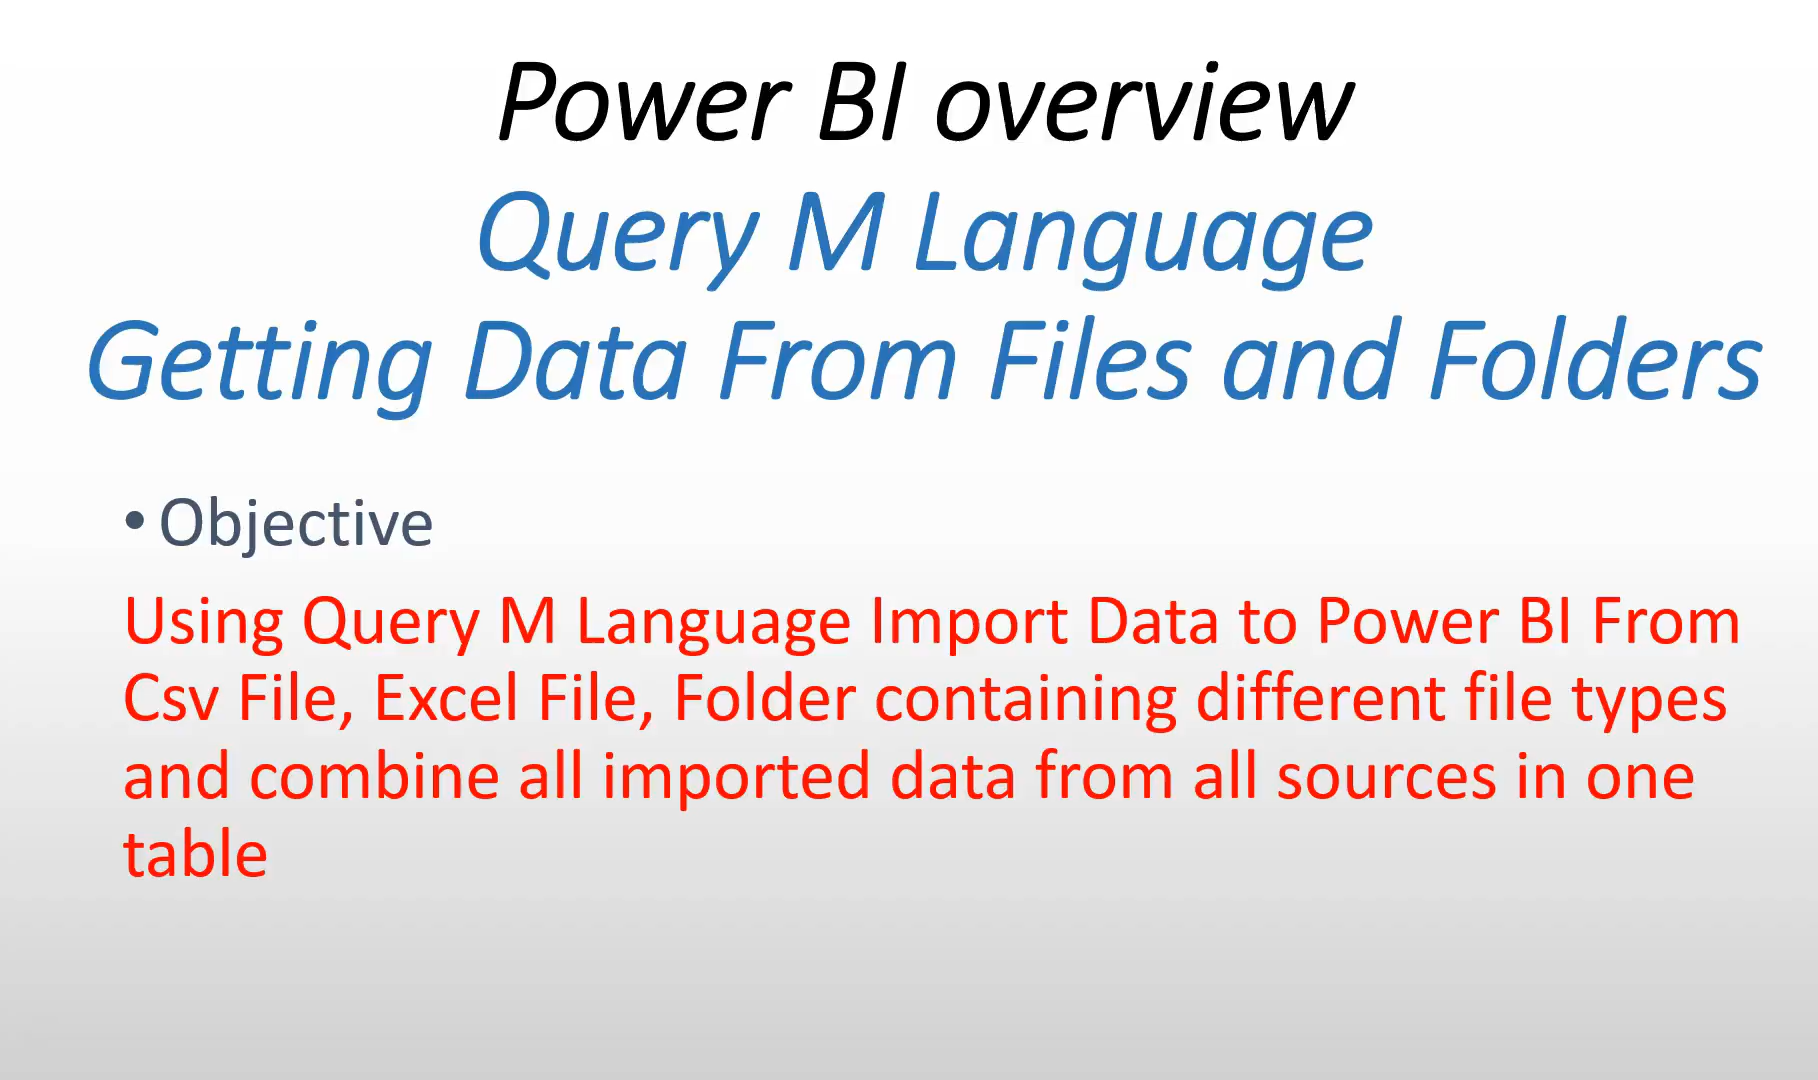 Power BI overview
Query M Language
Getting Data From Files and Folders
• Objective
Using Query M Language Import Data to Power BI From
Csv File, Excel File, Folder containing different file types
and combine all imported data from all sources in one
table